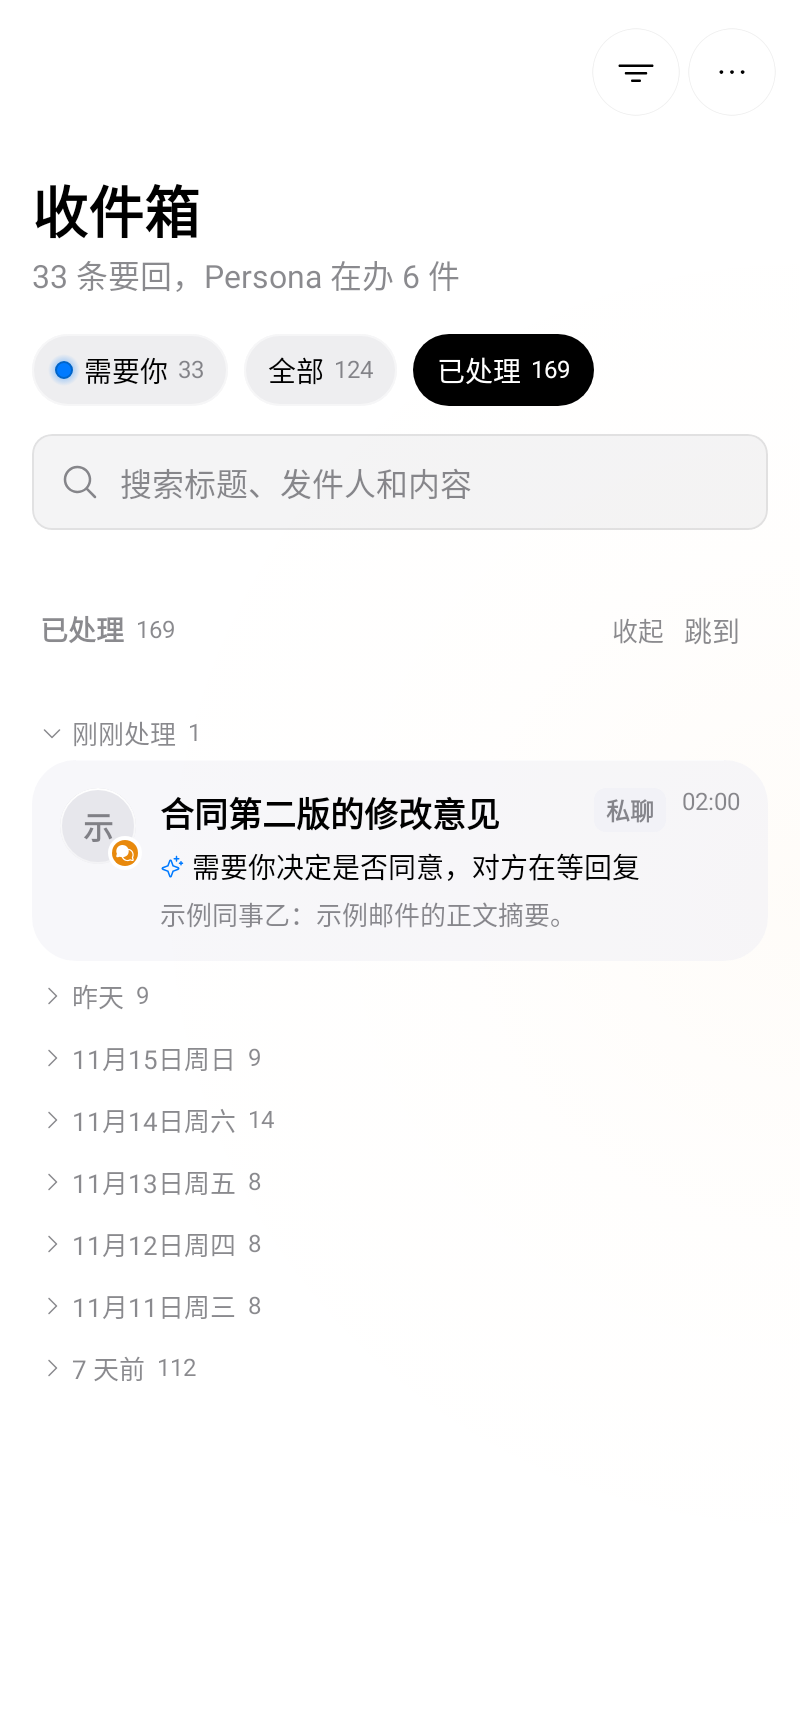 收件箱
33 条要回，Persona 在办 6 件
需要你 33 全部 124 已处理 169
搜索标题、发件人和内容
已处理 169 收起 跳到
刚刚处理 1
示 合同第二版的修改意见 私聊 02:00
需要你决定是否同意，对方在等回复
示例同事乙：示例邮件的正文摘要。
昨天 9
11月15日周日 9
11月14日周六 14
11月13日周五 8
11月12日周四 8
11月11日周三 8
7 天前 112